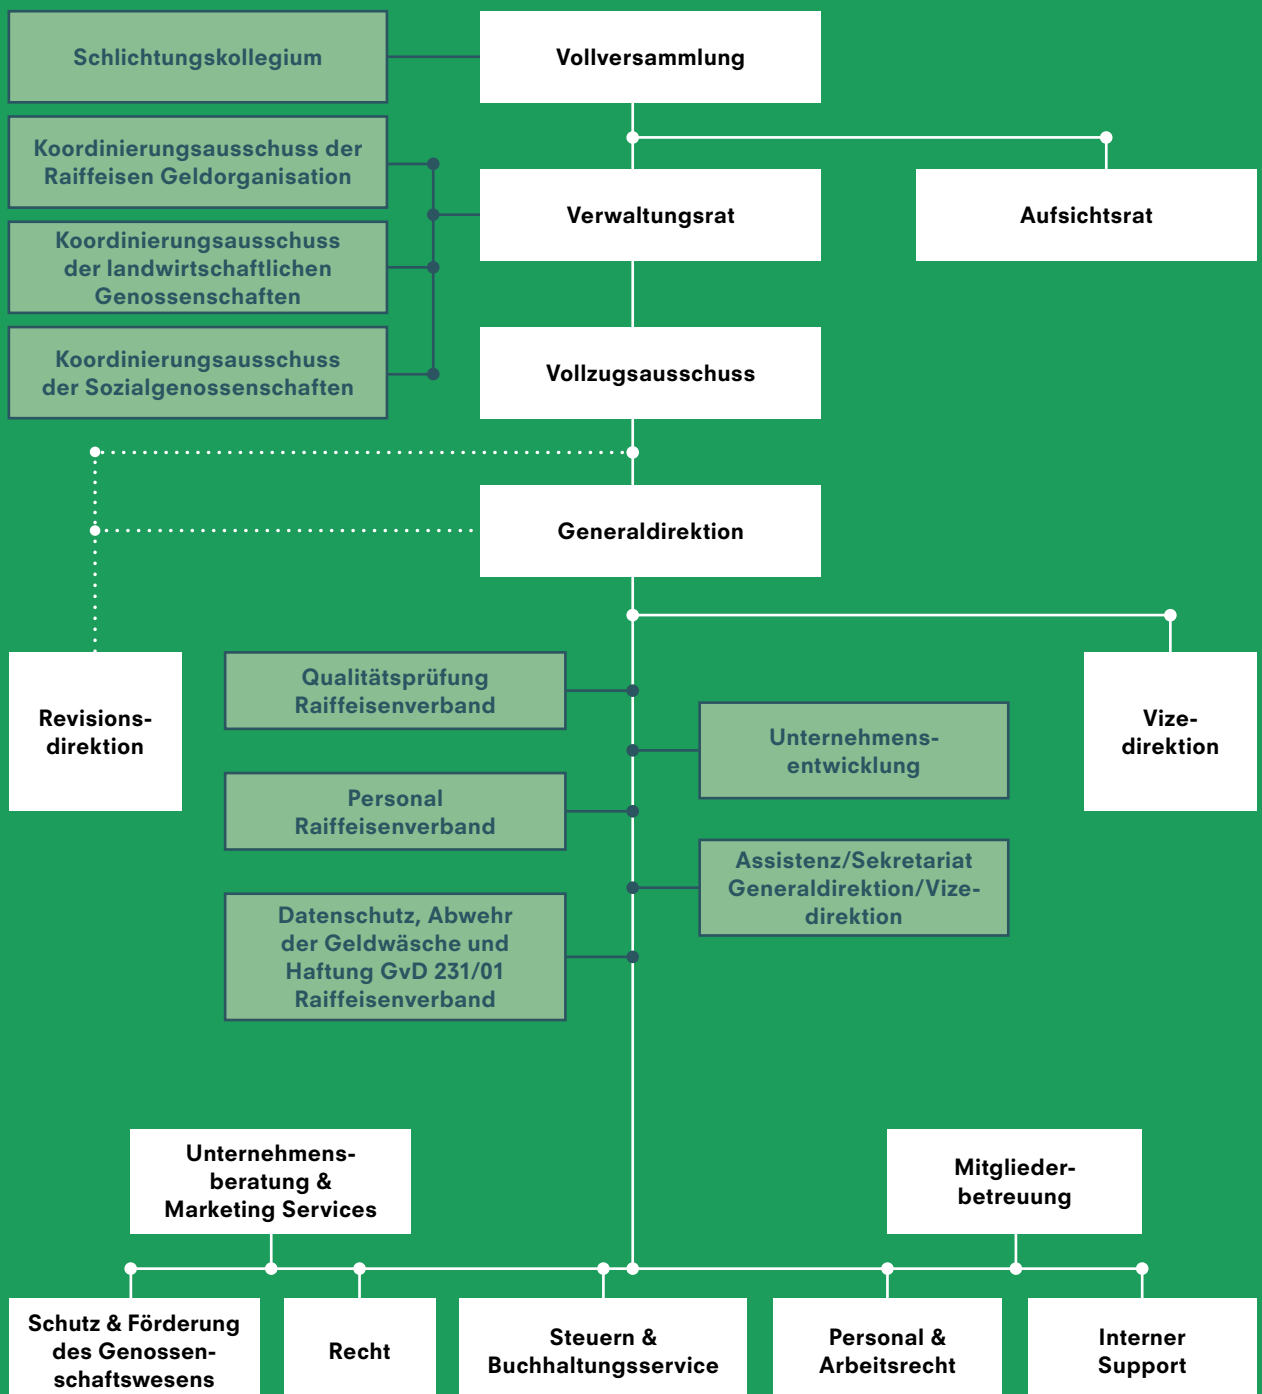 Schlichtungskollegium
Vollversammlung
Koordinierungsausschuss der
Raiffeisen Geldorganisation
Verwaltungsrat
Aufsichtsrat
Koordinierungsausschuss
der landwirtschaftlichen
Genossenschaften
Koordinierungsausschuss
der Sozialgenossenschaften
Vollzugsausschuss
Generaldirektion
Revisions-
direktion
Qualitätsprüfung
Raiffeisenverband
Unternehmens-
entwicklung
Vize-
direktion
Personal
Raiffeisenverband
Assistenz/Sekretariat
Generaldirektion/Vize-
direktion
Datenschutz, Abwehr
der Geldwäsche und
Haftung GvD 231/01
Raiffeisenverband
Unternehmens-
beratung &
Marketing Services
Mitglieder-
betreuung
Schutz & Förderung
des Genossen-
schaftswesens
Recht
Steuern &
Buchhaltungsservice
Personal &
Arbeitsrecht
Interner
Support